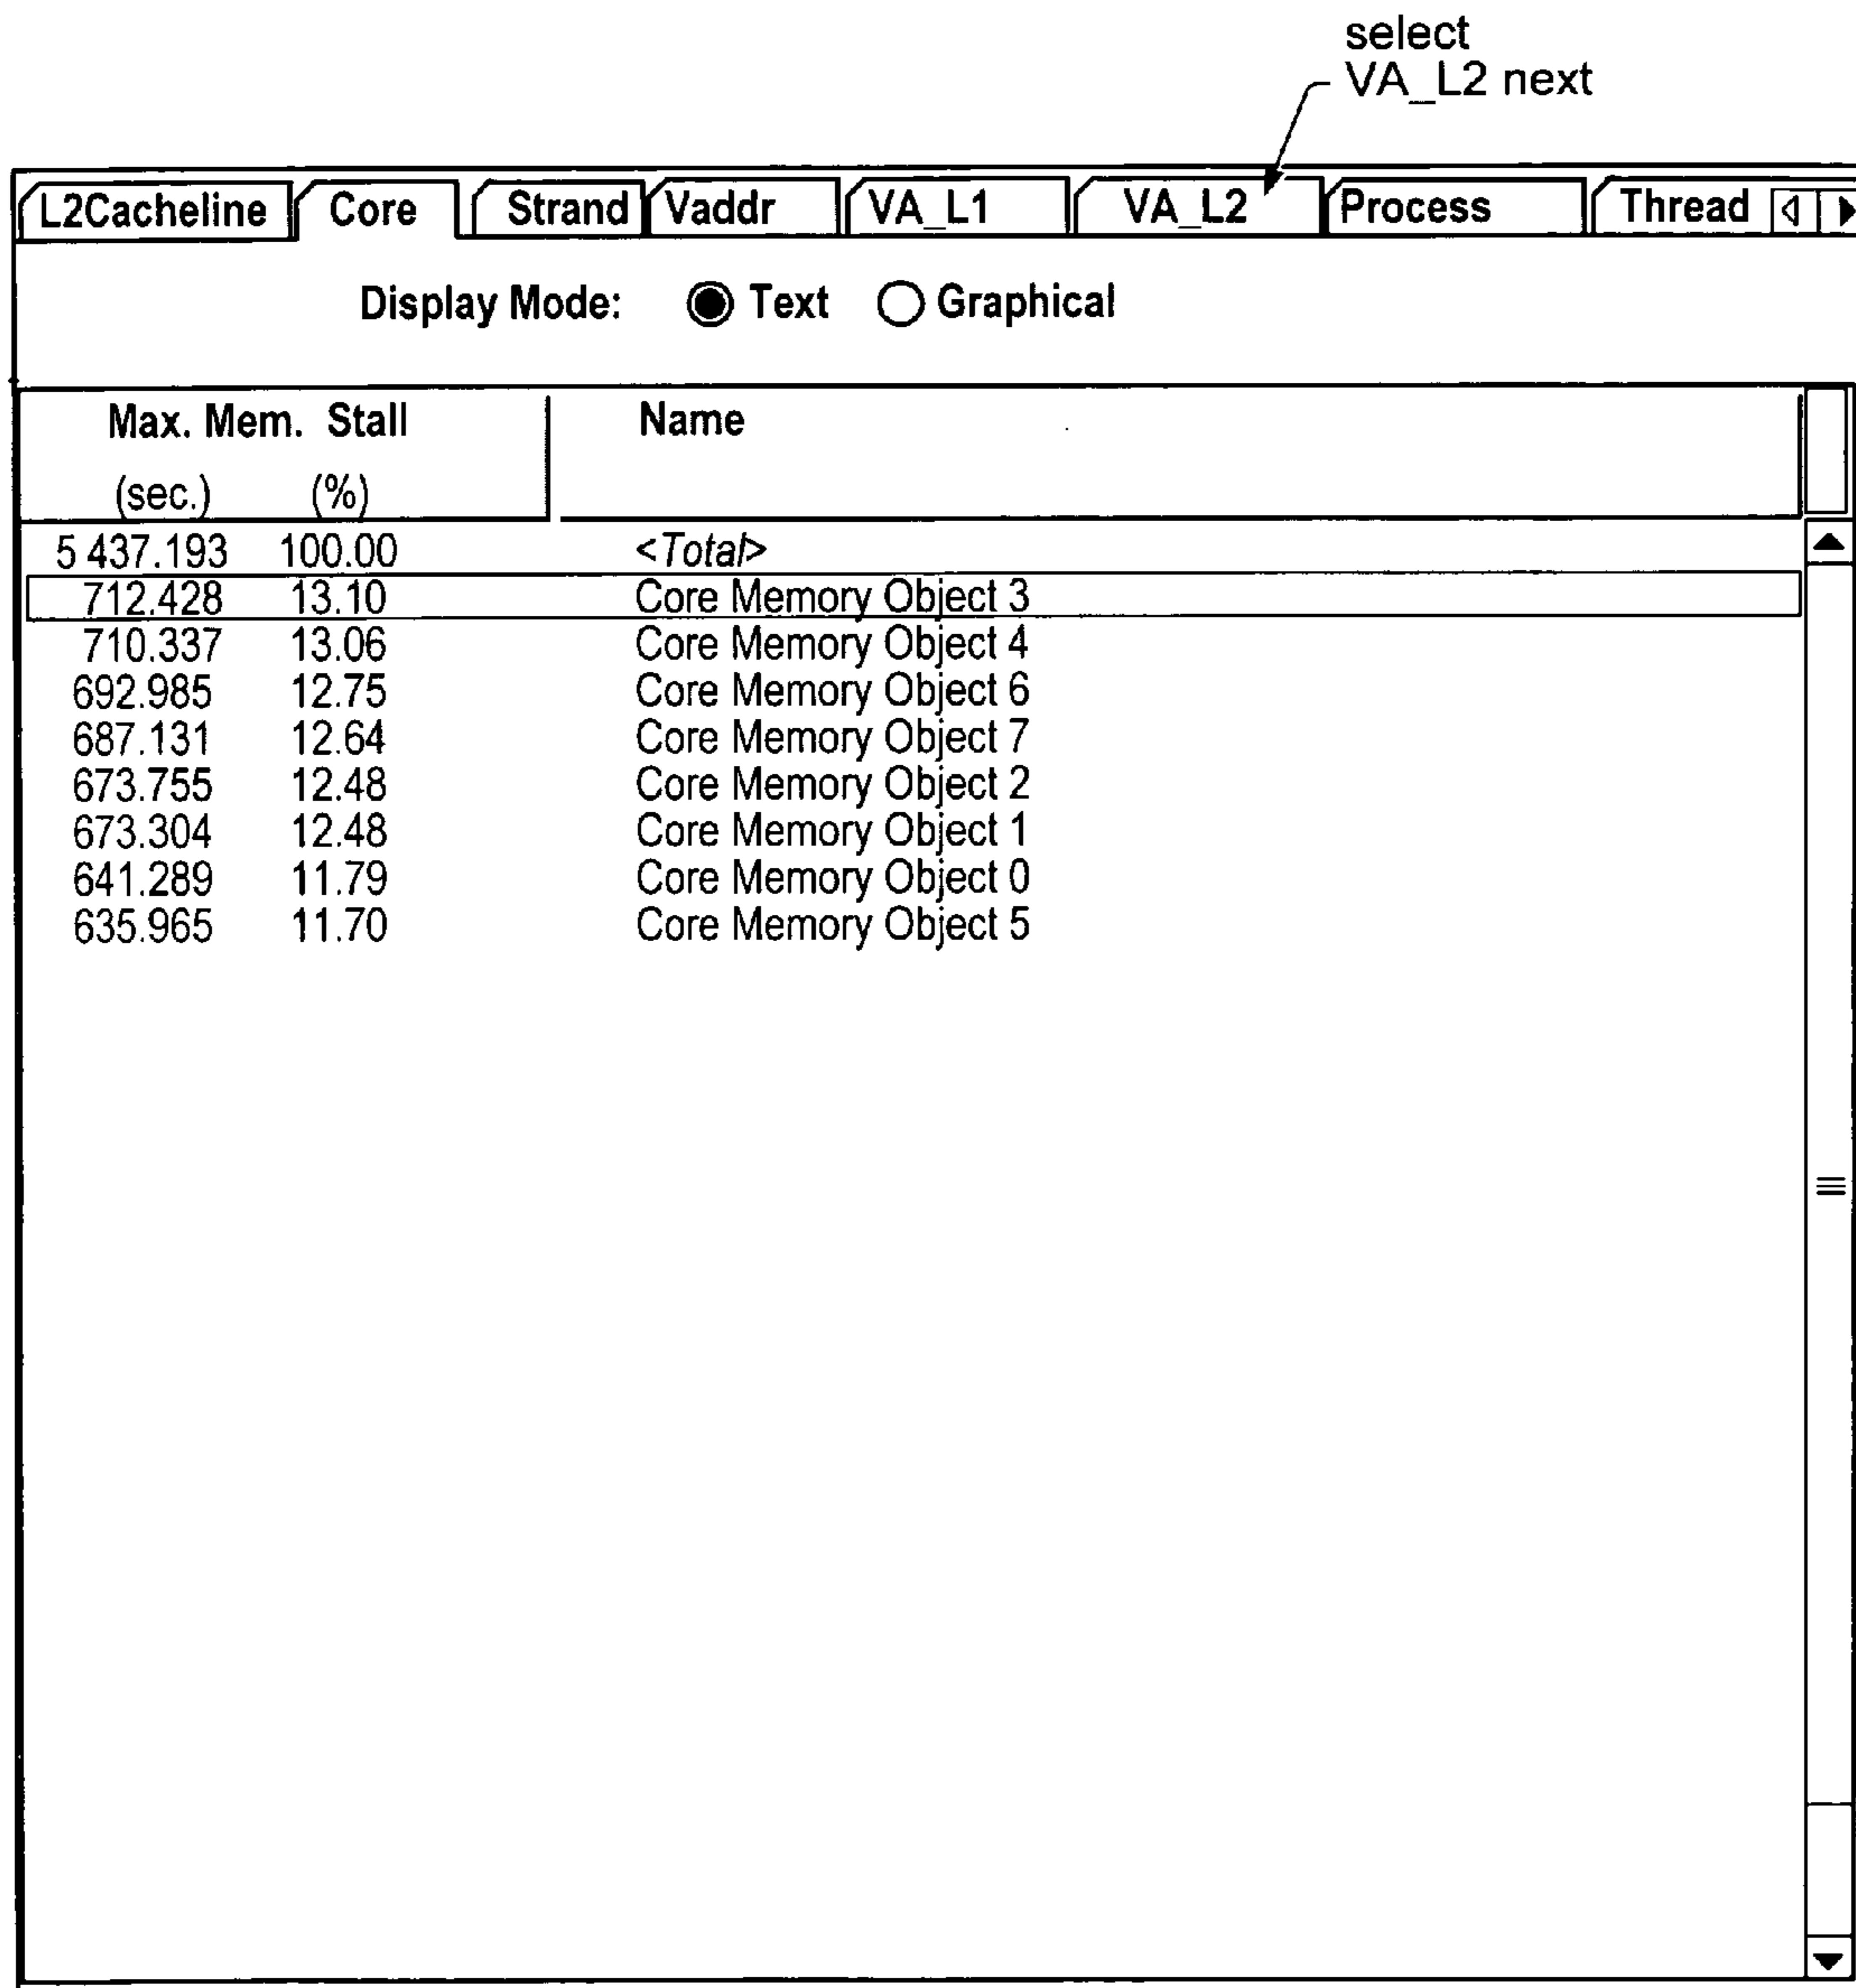 select
VA_L2 next
L2Cacheline Core Strand Vaddr VA_L1 VA_L2 Process Thread
Display Mode: Text Graphical
Max. Mem. Stall Name
(sec.) (%)
5 437.193 100.00 <Total>
712.428 13.10 Core Memory Object 3
710.337 13.06 Core Memory Object 4
692.985 12.75 Core Memory Object 6
687.131 12.64 Core Memory Object 7
673.755 12.48 Core Memory Object 2
673.304 12.48 Core Memory Object 1
641.289 11.79 Core Memory Object 0
635.965 11.70 Core Memory Object 5